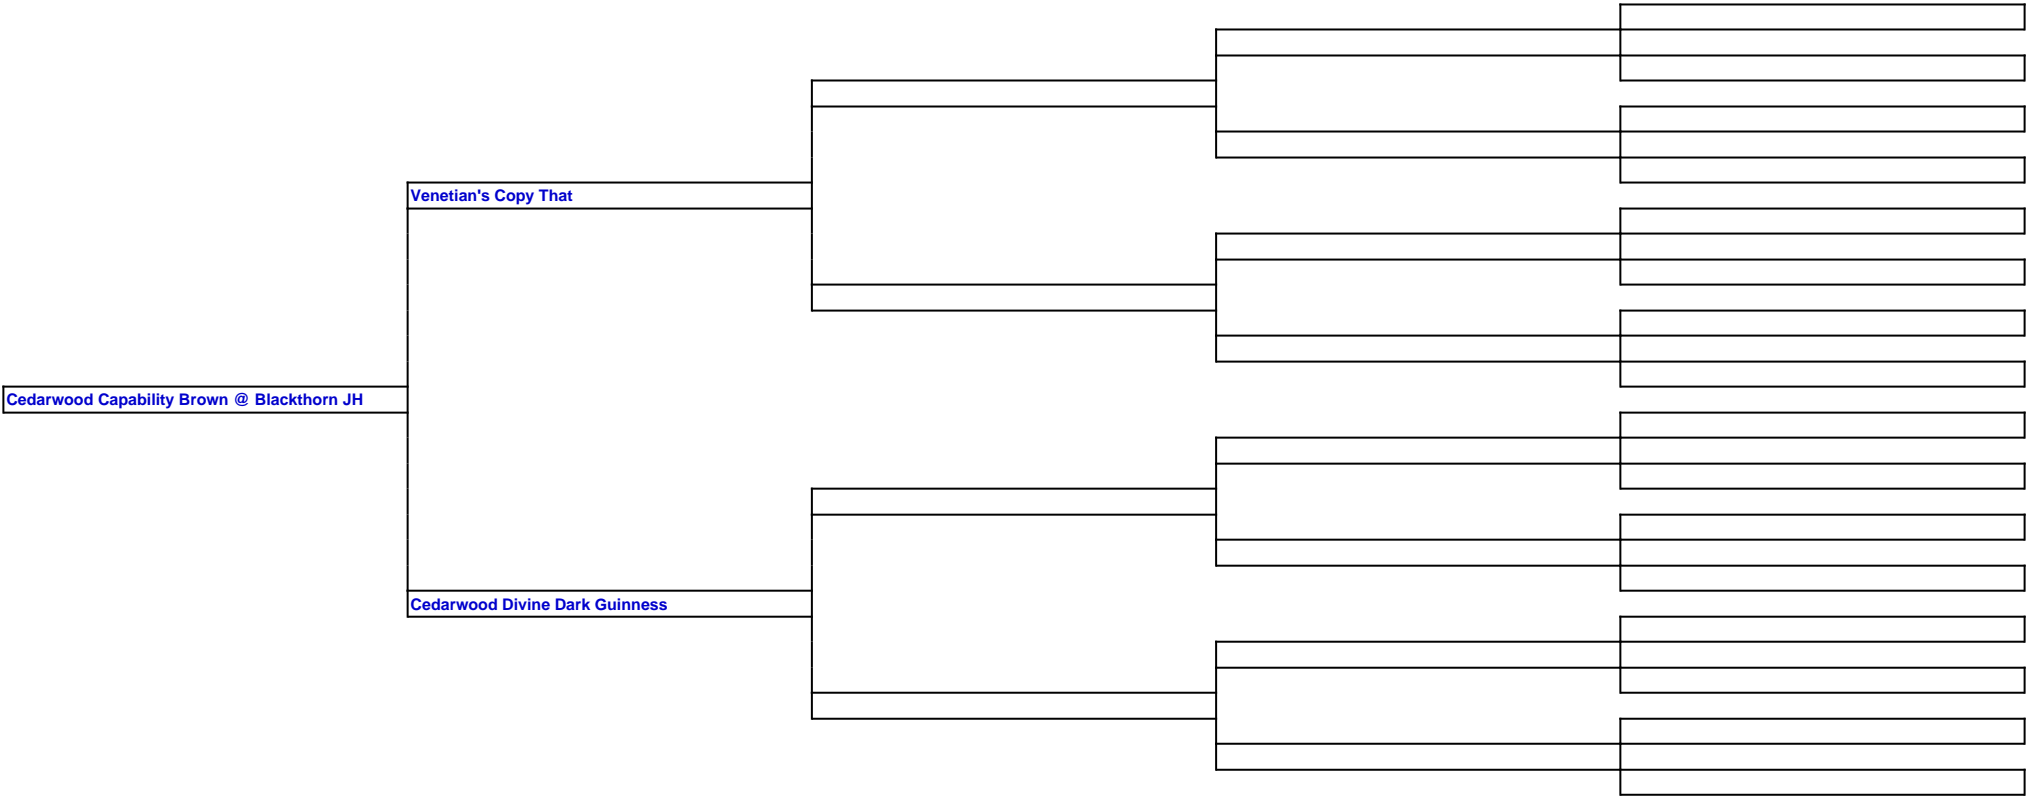 Venetian's Copy That
Cedarwood Capability Brown @ Blackthorn JH
Cedarwood Divine Dark Guinness